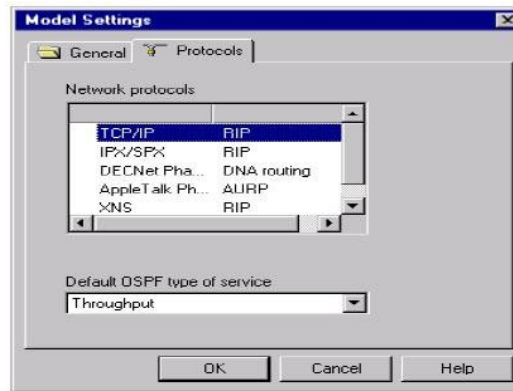 Model Settings
General Protocols
Network protocols
TCP/IP RIP
IPX/SPX RIP
DECNet Pha... DNA routing
AppleTalk Ph... AURP
XNS RIP
Default OSPF type of service
Throughput
OK Cancel Help